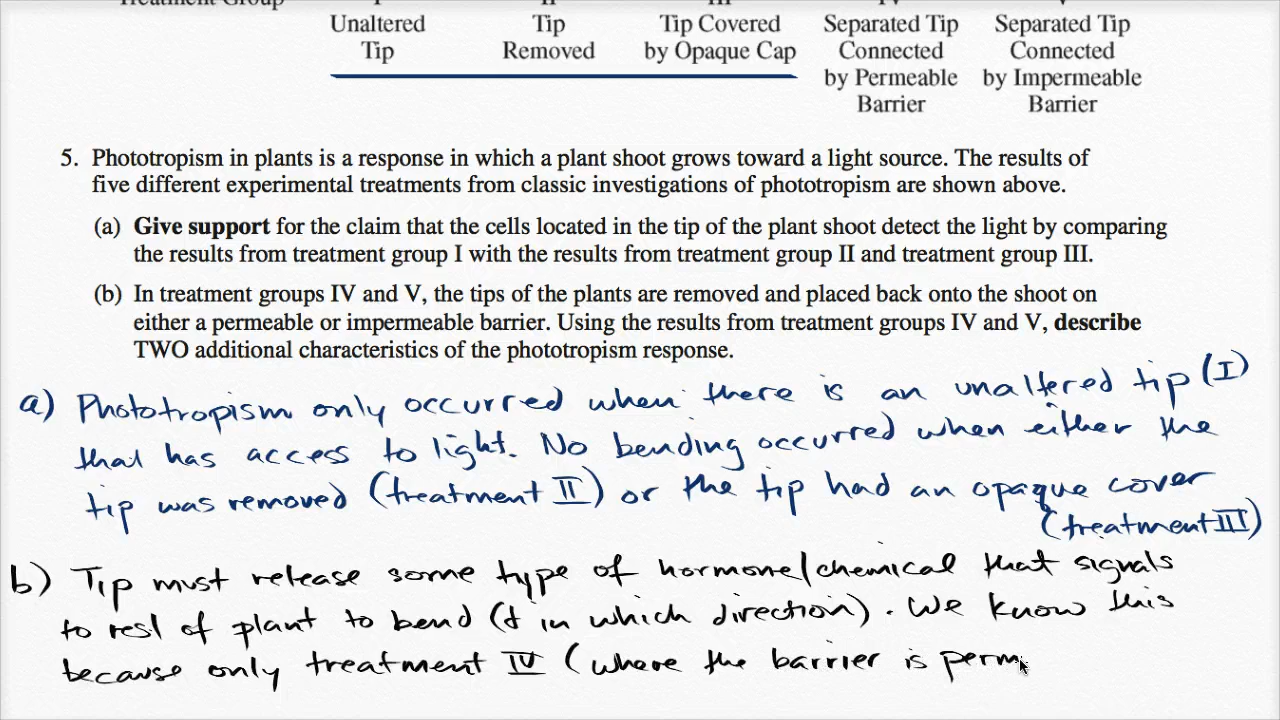 Treatment Group I II III IV V
Unaltered Tip Tip Covered Separated Tip Separated Tip
Tip Removed by Opaque Cap Connected Connected
by Permeable by Impermeable
Barrier Barrier
5. Phototropism in plants is a response in which a plant shoot grows toward a light source. The results of
five different experimental treatments from classic investigations of phototropism are shown above.
(a) Give support for the claim that the cells located in the tip of the plant shoot detect the light by comparing
the results from treatment group I with the results from treatment group II and treatment group III.
(b) In treatment groups IV and V, the tips of the plants are removed and placed back onto the shoot on
either a permeable or impermeable barrier. Using the results from treatment groups IV and V, describe
TWO additional characteristics of the phototropism response.
a) Phototropism only occurred when there is an unaltered tip (I)
that has access to light. No bending occurred when either the
tip was removed (treatment II) or the tip had an opaque cover
(treatment III)
b) Tip must release some type of hormone/chemical that signals
to rest of plant to bend (+ in which direction). We know this
because only treatment IV (where the barrier is perm